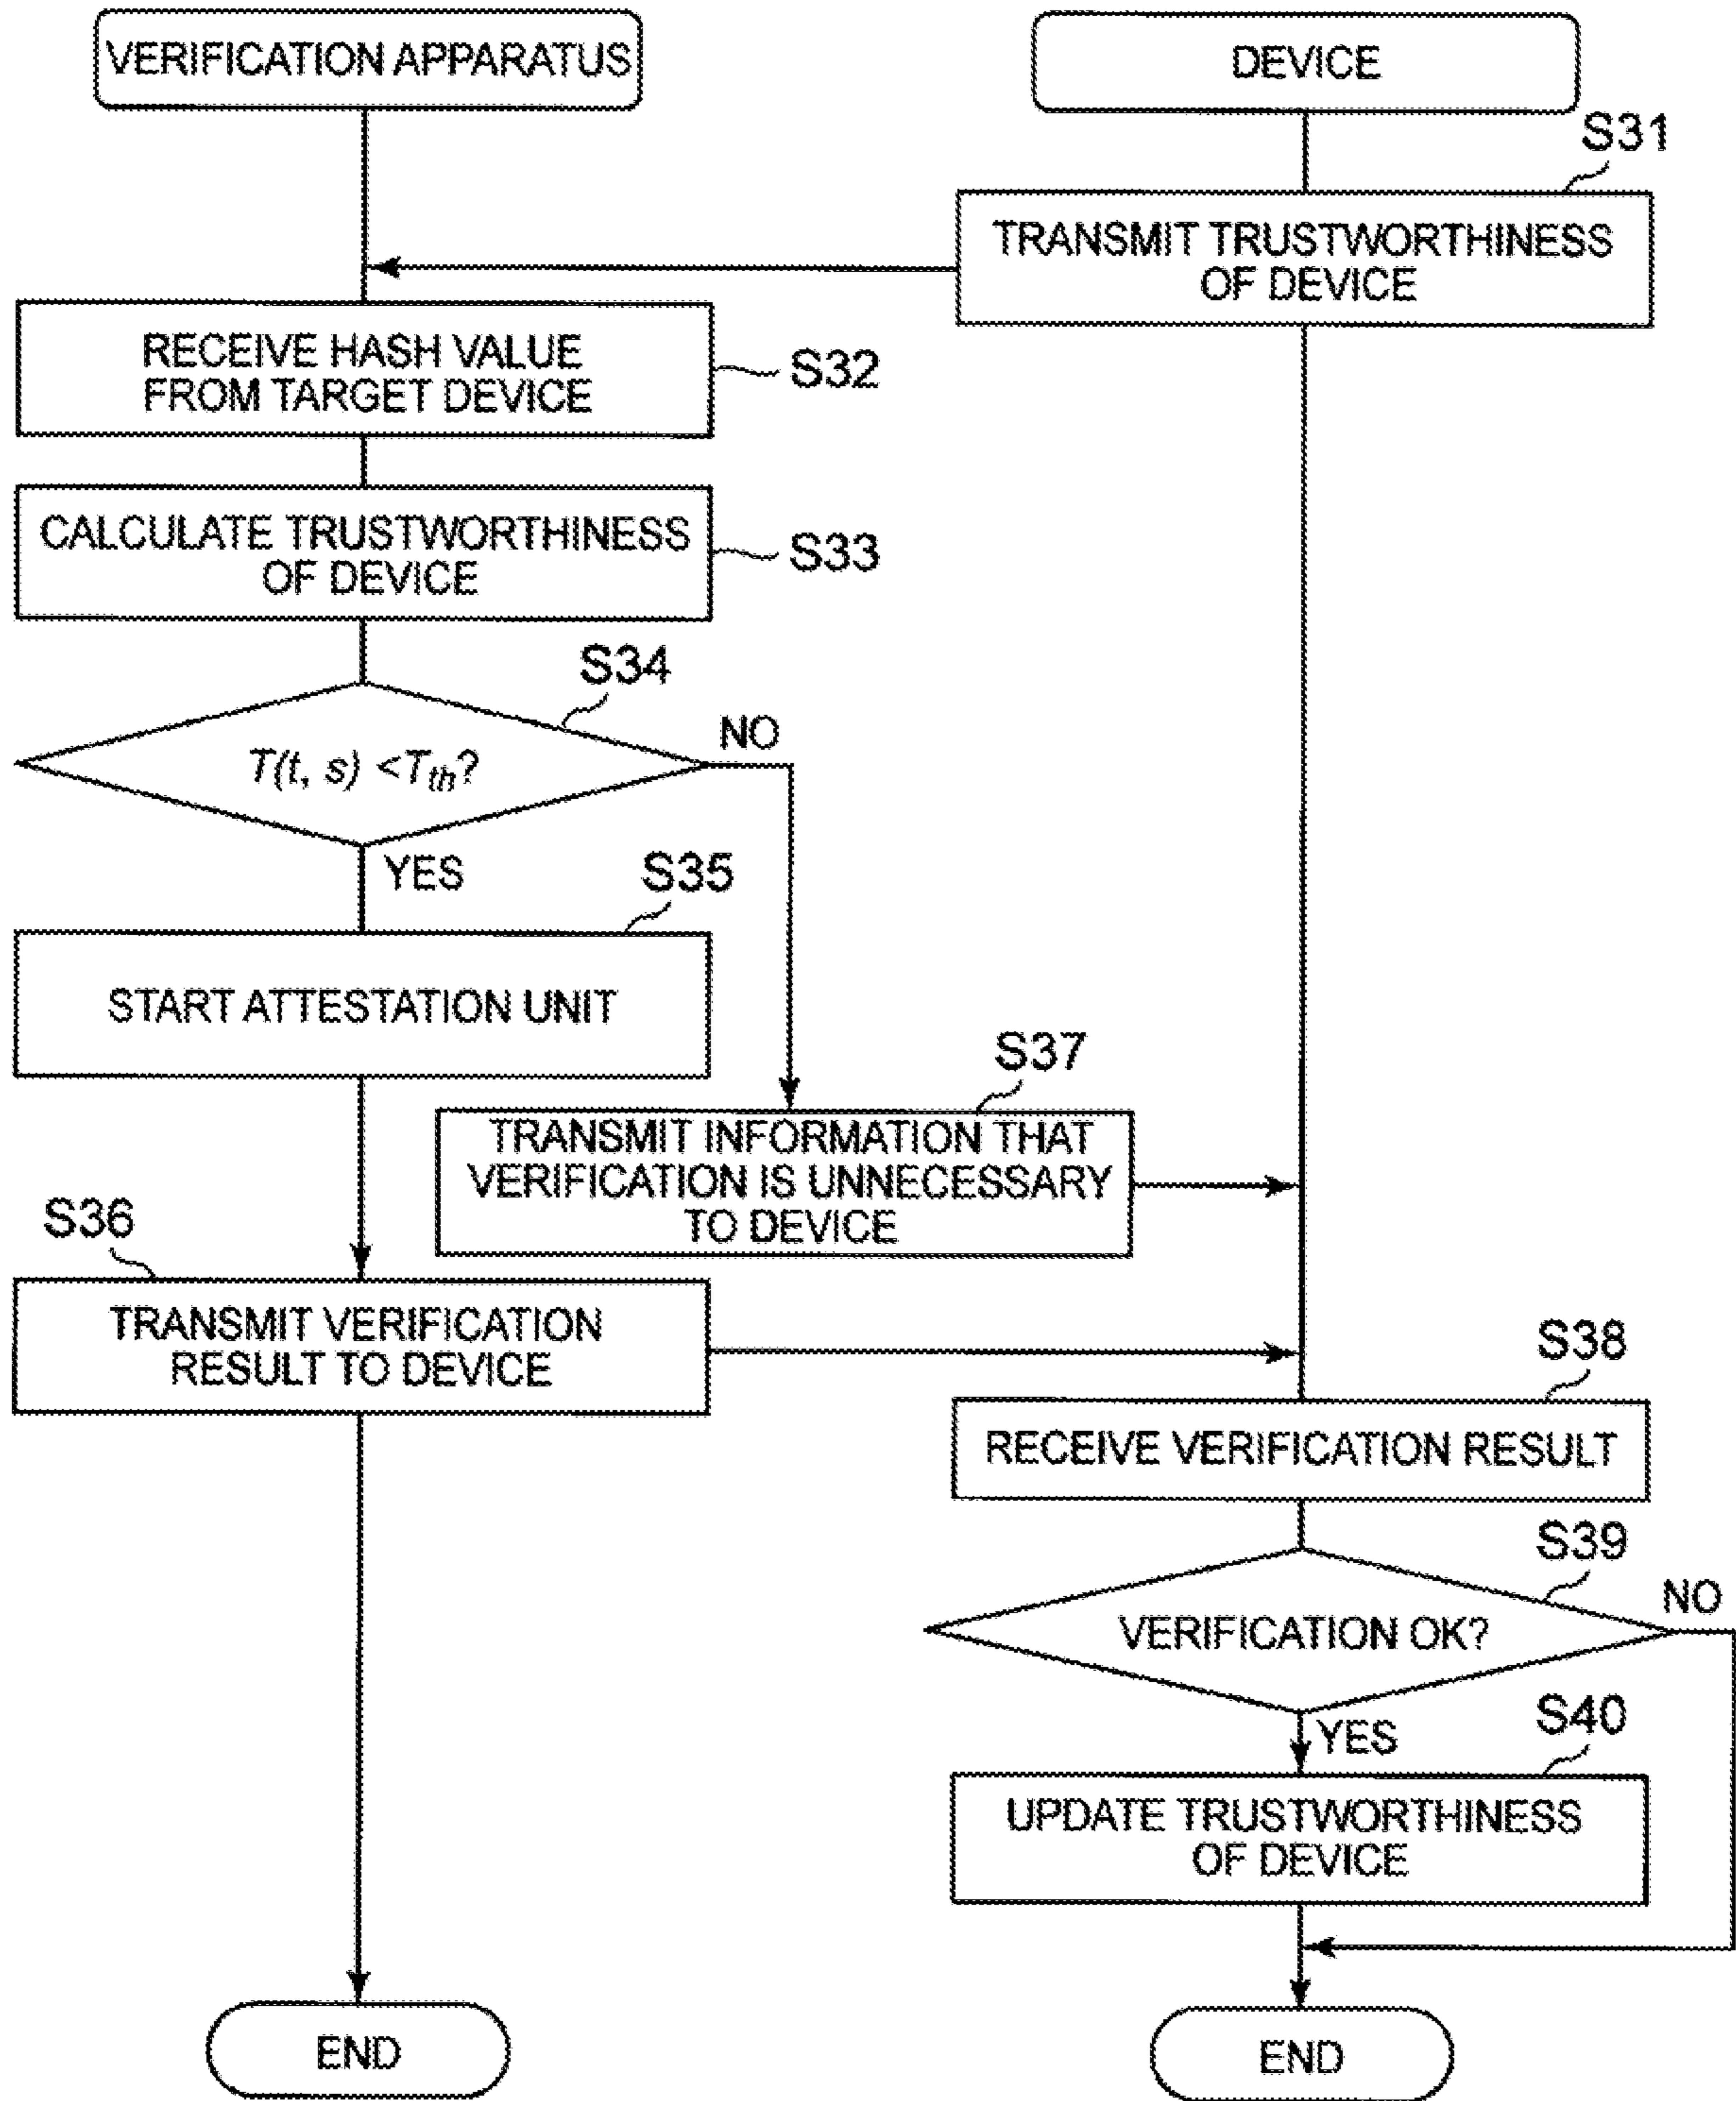 VERIFICATION APPARATUS
DEVICE
S31
TRANSMIT TRUSTWORTHINESS
OF DEVICE
RECEIVE HASH VALUE
FROM TARGET DEVICE
S32
CALCULATE TRUSTWORTHINESS
OF DEVICE
S33
S34
T(t, s) <Tth?
NO
YES
S35
START ATTESTATION UNIT
S37
TRANSMIT INFORMATION THAT
VERIFICATION IS UNNECESSARY
TO DEVICE
S36
TRANSMIT VERIFICATION
RESULT TO DEVICE
S38
RECEIVE VERIFICATION RESULT
S39
VERIFICATION OK?
NO
YES
S40
UPDATE TRUSTWORTHINESS
OF DEVICE
END
END